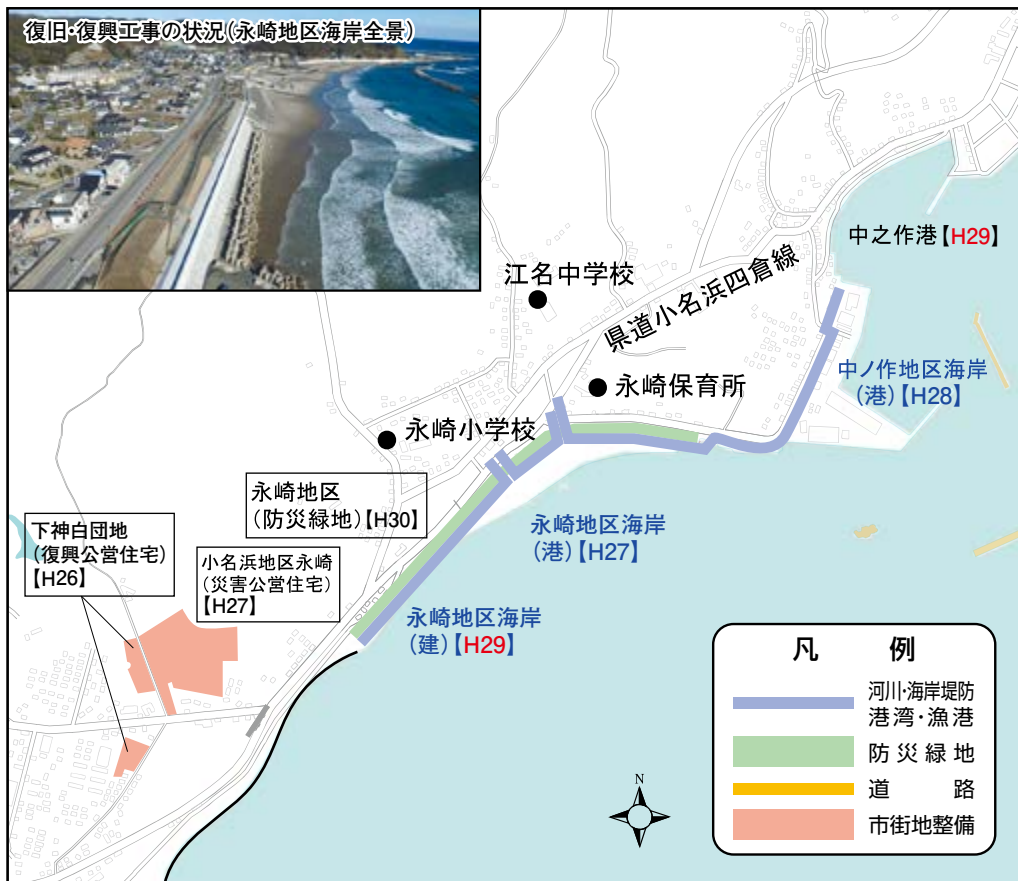 復旧・復興工事の状況(永崎地区海岸全景)
中之作港【H29】
江名中学校
県道小名浜四倉線
中ノ作地区海岸
(港)【H28】
永崎保育所
永崎小学校
永崎地区
(防災緑地)【H30】
下神白団地
(復興公営住宅)
【H26】
小名浜地区永崎
(災害公営住宅)
【H27】
永崎地区海岸
(港)【H27】
永崎地区海岸
(建)【H29】
N
凡 例
河川・海岸堤防
港湾・漁港
防災緑地
道 路
市街地整備